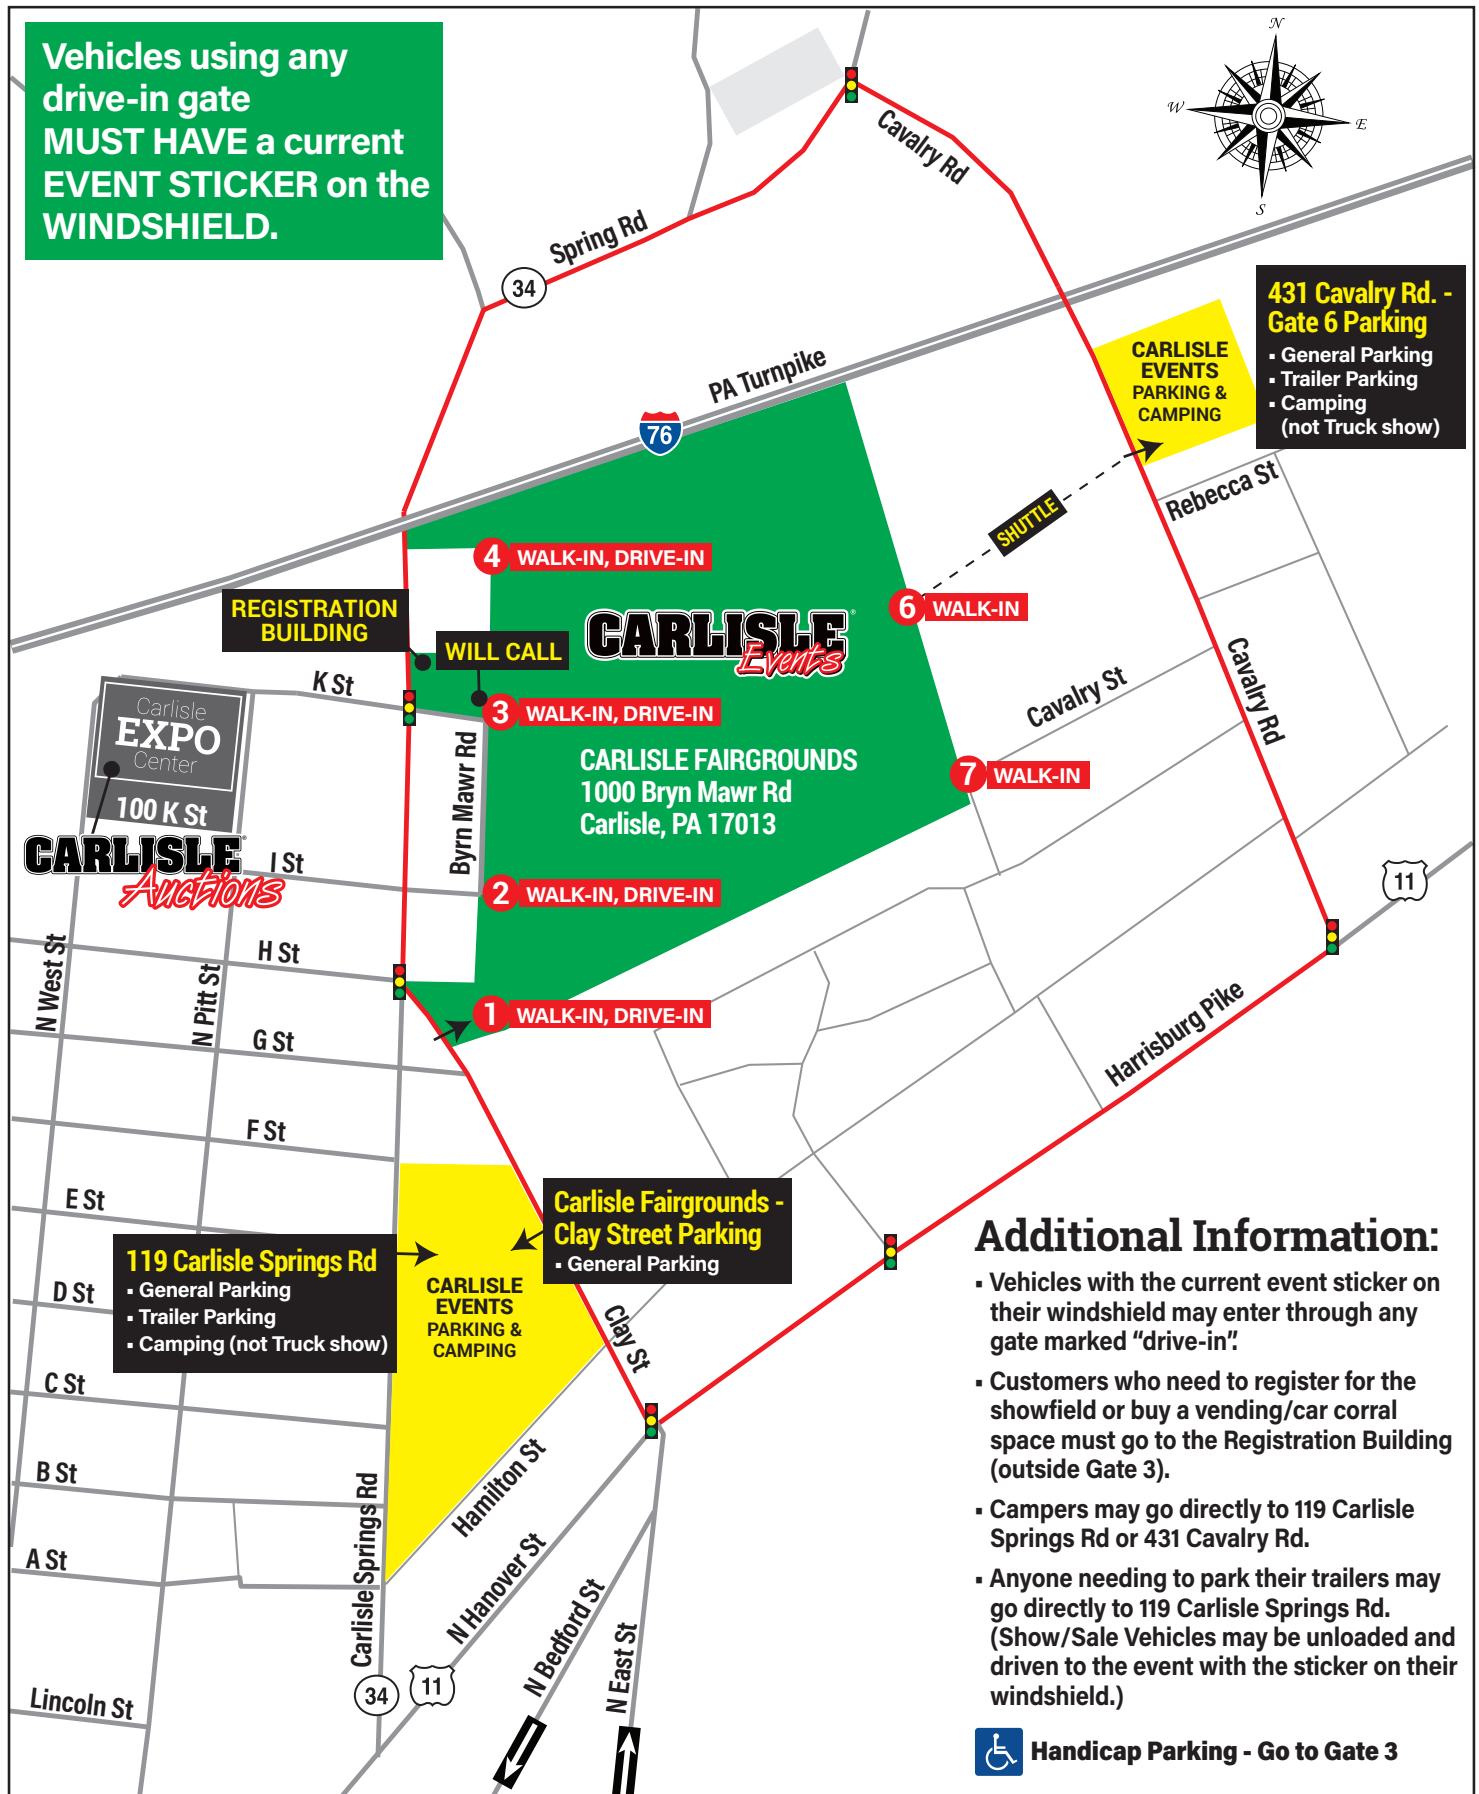 Vehicles using any
drive-in gate
MUST HAVE a current
EVENT STICKER on the
WINDSHIELD.
N
W
E
S
Cavalry Rd
Spring Rd
34
431 Cavalry Rd. -
Gate 6 Parking
▪ General Parking
▪ Trailer Parking
▪ Camping
(not Truck show)
CARLISLE
EVENTS
PARKING &
CAMPING
PA Turnpike
76
Rebecca St
SHUTTLE
4 WALK-IN, DRIVE-IN
REGISTRATION
BUILDING
WILL CALL
CARLISLE
Events
6 WALK-IN
K St
3 WALK-IN, DRIVE-IN
Cavalry St
Cavalry Rd
Carlisle
EXPO
Center
100 K St
Byrn Mawr Rd
CARLISLE FAIRGROUNDS
1000 Bryn Mawr Rd
Carlisle, PA 17013
7 WALK-IN
CARLISLE
Auctions
I St
2 WALK-IN, DRIVE-IN
11
H St
N West St
N Pitt St
1 WALK-IN, DRIVE-IN
G St
Harrisburg Pike
F St
E St
Carlisle Fairgrounds -
Clay Street Parking
▪ General Parking
119 Carlisle Springs Rd
▪ General Parking
▪ Trailer Parking
▪ Camping (not Truck show)
CARLISLE
EVENTS
PARKING &
CAMPING
D St
Clay St
C St
B St
A St
Lincoln St
Hamilton St
Carlisle Springs Rd
N Hanover St
N Bedford St
N East St
34
11
Additional Information:
▪ Vehicles with the current event sticker on
their windshield may enter through any
gate marked “drive-in”.
▪ Customers who need to register for the
showfield or buy a vending/car corral
space must go to the Registration Building
(outside Gate 3).
▪ Campers may go directly to 119 Carlisle
Springs Rd or 431 Cavalry Rd.
▪ Anyone needing to park their trailers may
go directly to 119 Carlisle Springs Rd.
(Show/Sale Vehicles may be unloaded and
driven to the event with the sticker on their
windshield.)
Handicap Parking - Go to Gate 3